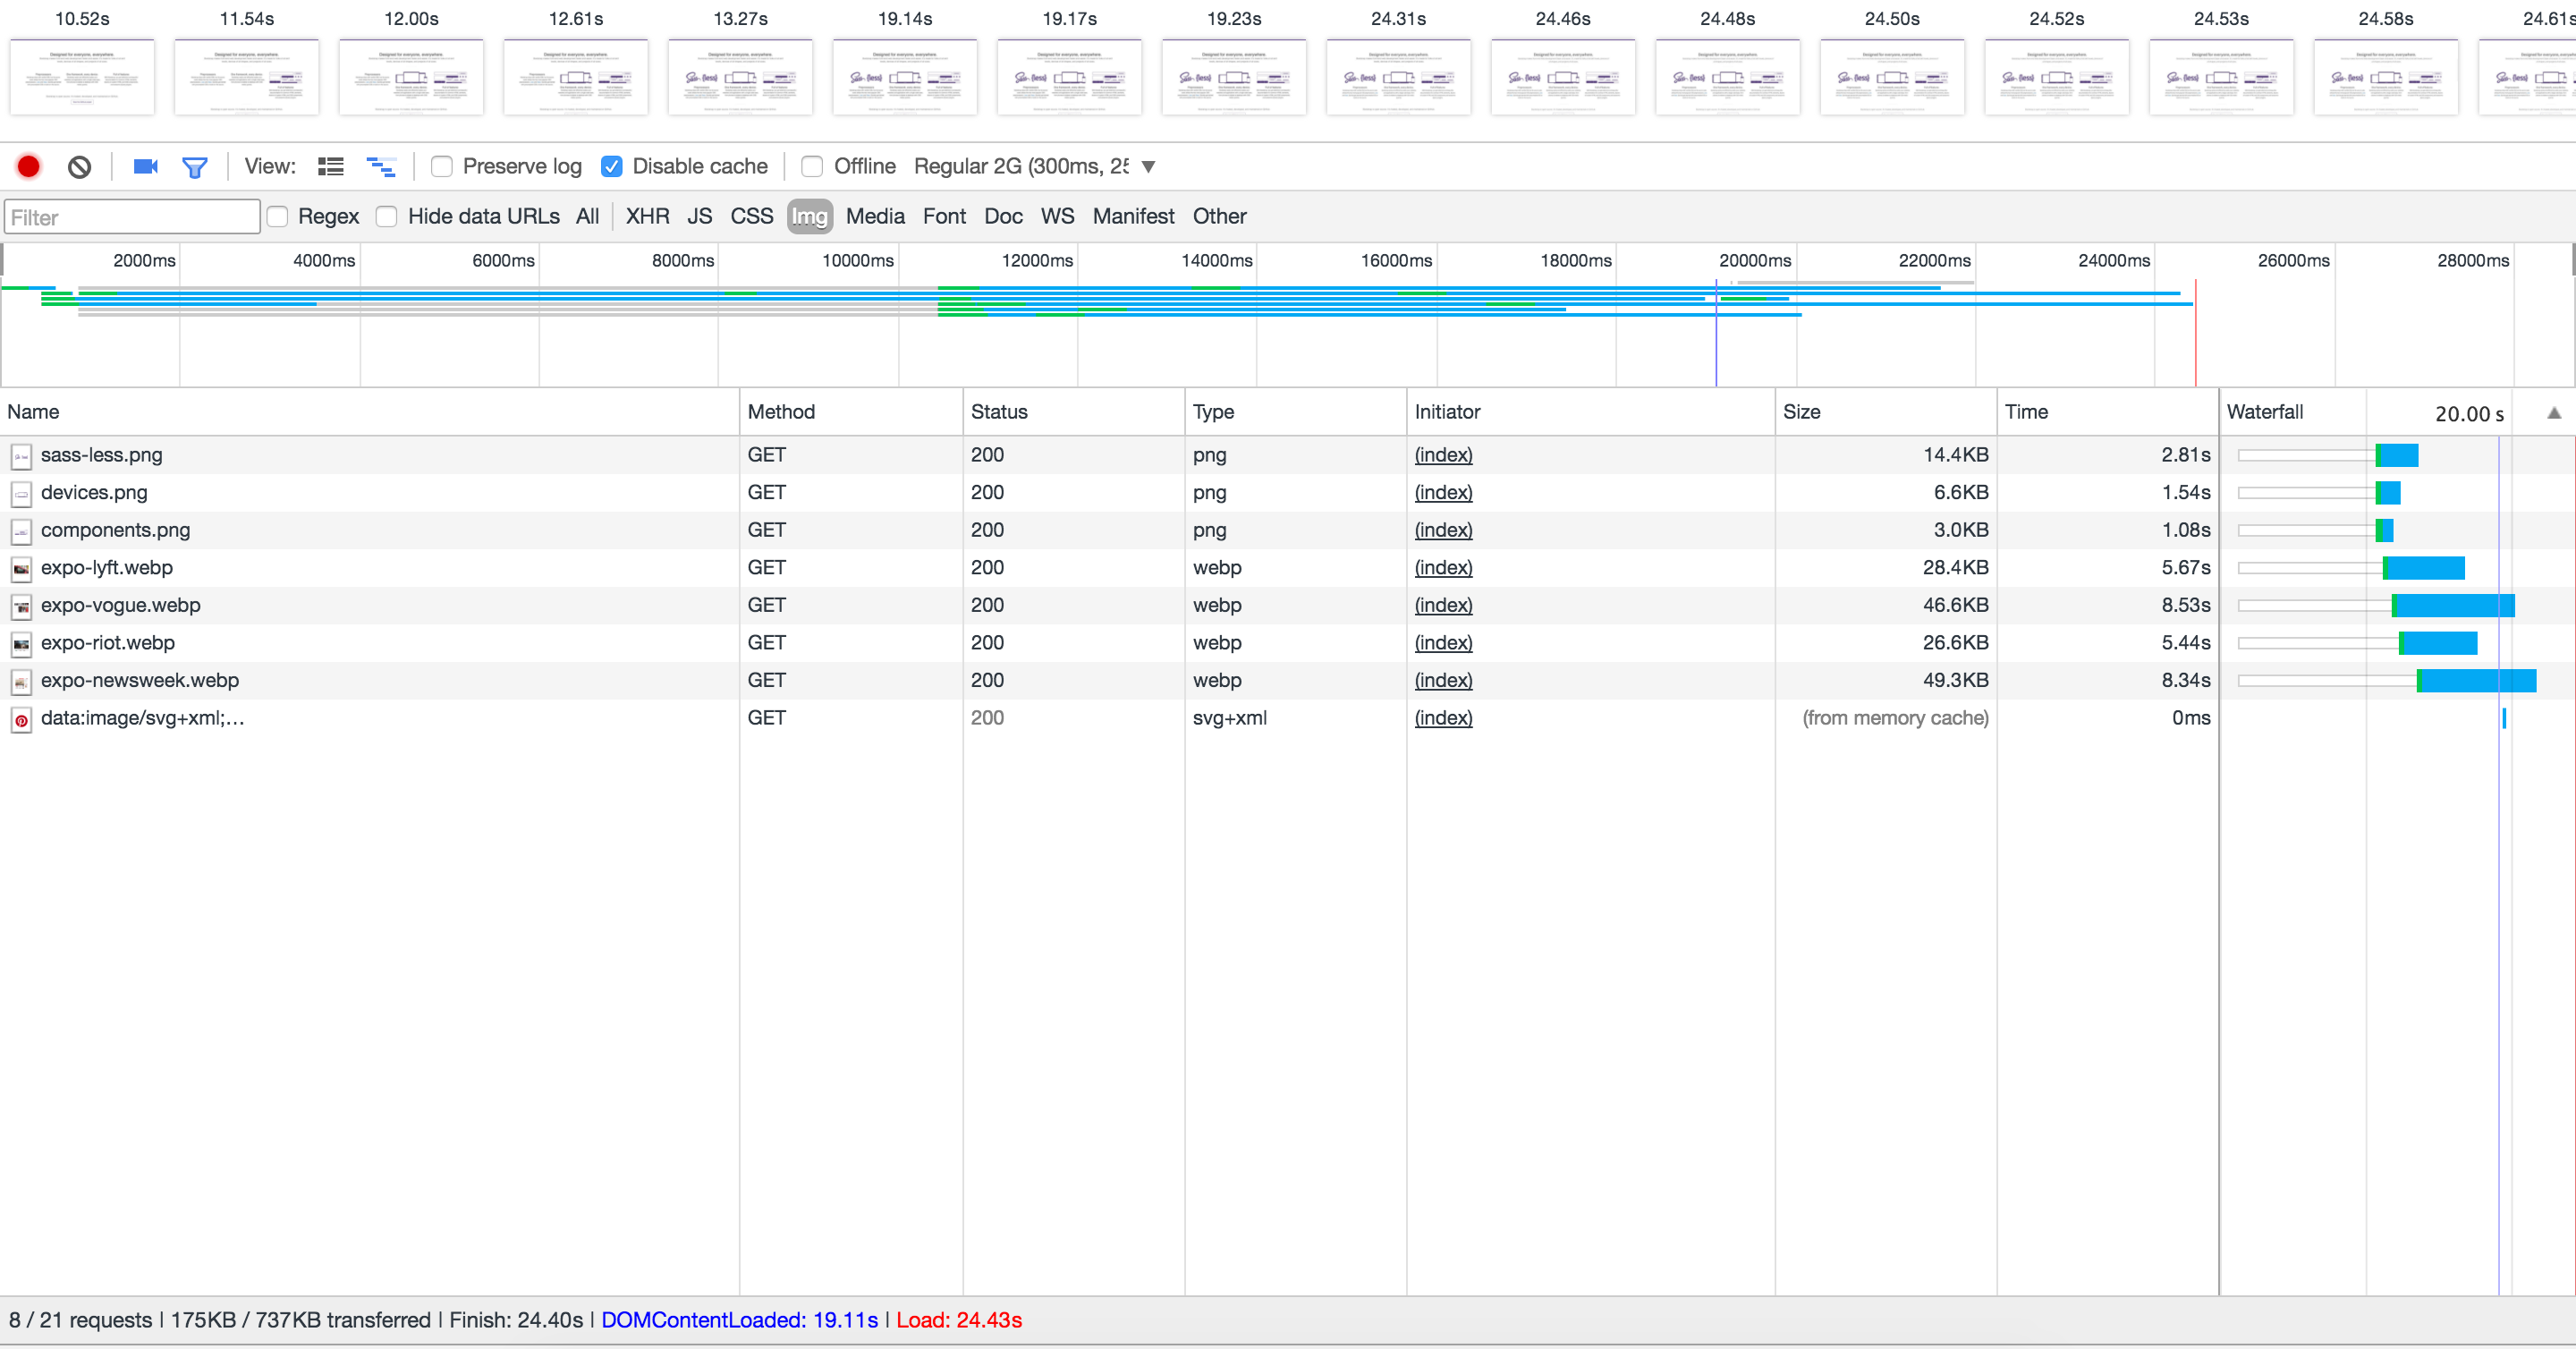 10.52s 11.54s 12.00s 12.61s 13.27s 19.14s 19.17s 19.23s 24.31s 24.46s 24.48s 24.50s 24.52s 24.53s 24.58s 24.61s
View: Preserve log Disable cache Offline Regular 2G (300ms, 25
Filter Regex Hide data URLs All XHR JS CSS Img Media Font Doc WS Manifest Other
2000ms 4000ms 6000ms 8000ms 10000ms 12000ms 14000ms 16000ms 18000ms 20000ms 22000ms 24000ms 26000ms 28000ms
Name Method Status Type Initiator Size Time Waterfall 20.00 s
sass-less.png GET 200 png (index) 14.4KB 2.81s
devices.png GET 200 png (index) 6.6KB 1.54s
components.png GET 200 png (index) 3.0KB 1.08s
expo-lyft.webp GET 200 webp (index) 28.4KB 5.67s
expo-vogue.webp GET 200 webp (index) 46.6KB 8.53s
expo-riot.webp GET 200 webp (index) 26.6KB 5.44s
expo-newsweek.webp GET 200 webp (index) 49.3KB 8.34s
data:image/svg+xml;... GET 200 svg+xml (index) (from memory cache) 0ms
8 / 21 requests | 175KB / 737KB transferred | Finish: 24.40s | DOMContentLoaded: 19.11s | Load: 24.43s